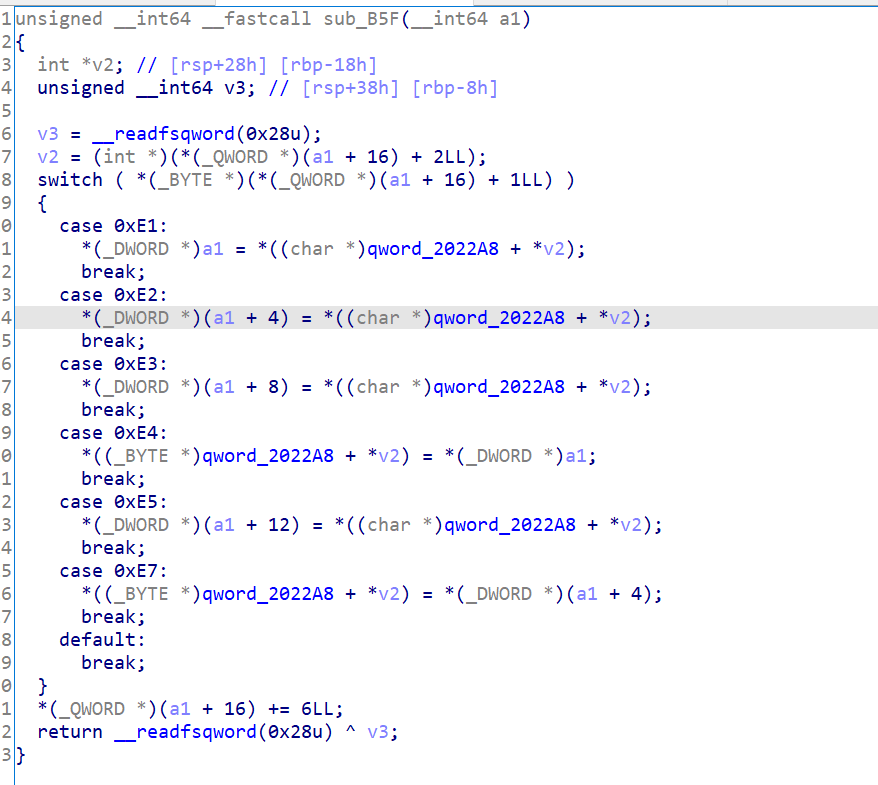 1 unsigned __int64 __fastcall sub_B5F(__int64 a1)
2 {
3   int *v2; // [rsp+28h] [rbp-18h]
4   unsigned __int64 v3; // [rsp+38h] [rbp-8h]
5
6   v3 = __readfsqword(0x28u);
7   v2 = (int *)(*(_QWORD *)(a1 + 16) + 2LL);
8   switch ( *(_BYTE *)(*(_QWORD *)(a1 + 16) + 1LL) )
9   {
0     case 0xE1:
1       *(_DWORD *)a1 = *((char *)qword_2022A8 + *v2);
2       break;
3     case 0xE2:
4       *(_DWORD *)(a1 + 4) = *((char *)qword_2022A8 + *v2);
5       break;
6     case 0xE3:
7       *(_DWORD *)(a1 + 8) = *((char *)qword_2022A8 + *v2);
8       break;
9     case 0xE4:
0       *((_BYTE *)qword_2022A8 + *v2) = *(_DWORD *)a1;
1       break;
2     case 0xE5:
3       *(_DWORD *)(a1 + 12) = *((char *)qword_2022A8 + *v2);
4       break;
5     case 0xE7:
6       *((_BYTE *)qword_2022A8 + *v2) = *(_DWORD *)(a1 + 4);
7       break;
8     default:
9       break;
0   }
1   *(_QWORD *)(a1 + 16) += 6LL;
2   return __readfsqword(0x28u) ^ v3;
3 }